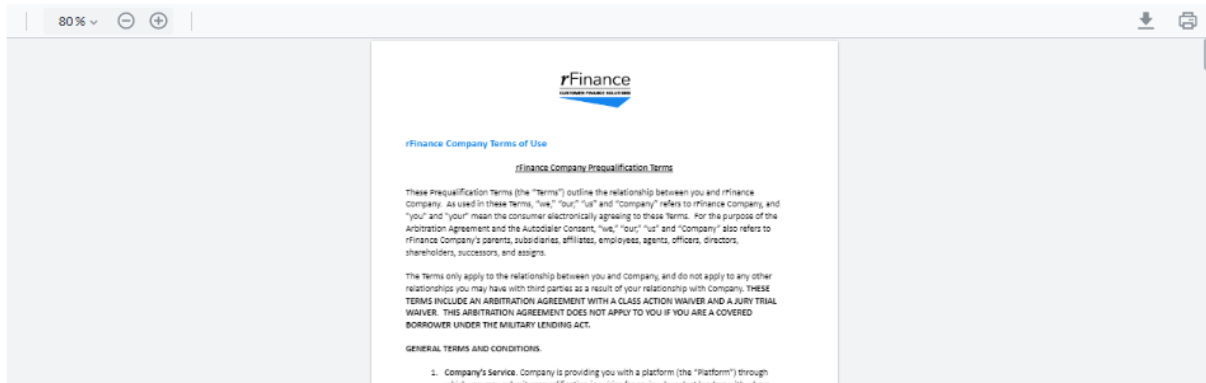 80%
rFinance
CUSTOMER FINANCE SOLUTIONS
rFinance Company Terms of Use
rFinance Company Prequalification Terms
These Prequalification Terms (the “Terms”) outline the relationship between you and rFinance
Company. As used in these Terms, “we,” “our,” “us” and “Company” refers to rFinance Company, and
“you” and “your” mean the consumer electronically agreeing to these Terms. For the purpose of the
Arbitration Agreement and the Autodialer Consent, “we,” “our,” “us” and “Company” also refers to
rFinance Company’s parents, subsidiaries, affiliates, employees, agents, officers, directors,
shareholders, successors, and assigns.
The Terms only apply to the relationship between you and Company, and do not apply to any other
relationships you may have with third parties as a result of your relationship with Company. THESE
TERMS INCLUDE AN ARBITRATION AGREEMENT WITH A CLASS ACTION WAIVER AND A JURY TRIAL
WAIVER. THIS ARBITRATION AGREEMENT DOES NOT APPLY TO YOU IF YOU ARE A COVERED
BORROWER UNDER THE MILITARY LENDING ACT.
GENERAL TERMS AND CONDITIONS.
1. Company’s Service. Company is providing you with a platform (the “Platform”) through